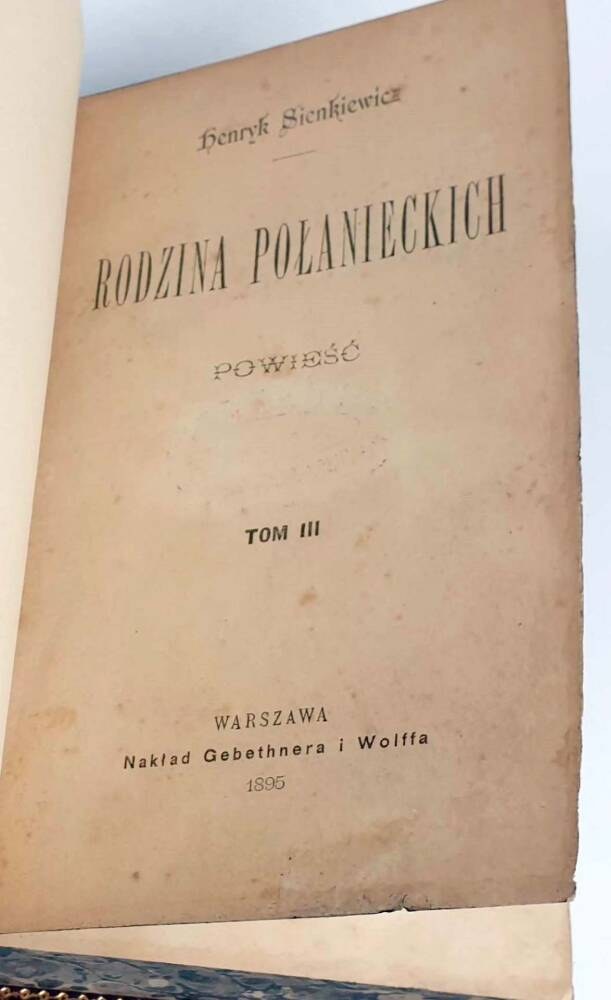 Henryk Sienkiewicz
RODZINA POŁANIECKICH
POWIEŚĆ
TOM III
WARSZAWA
Nakład Gebethnera i Wolffa
1895